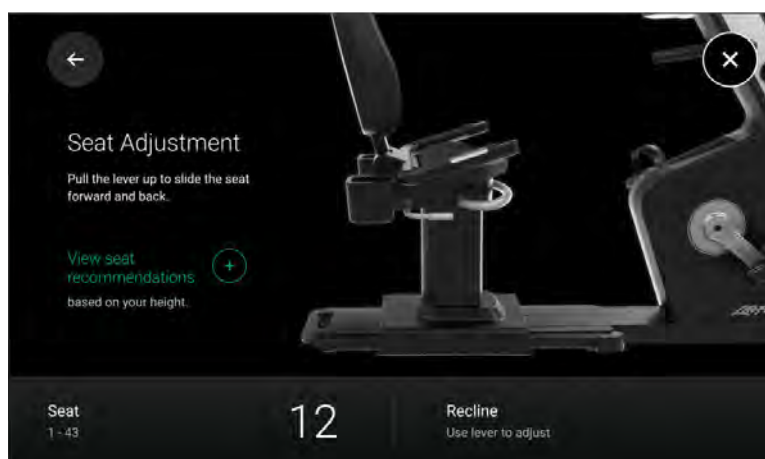 Seat Adjustment
Pull the lever up to slide the seat
forward and back.
View seat
recommendations
based on your height.
Seat
1 - 43
12
Recline
Use lever to adjust